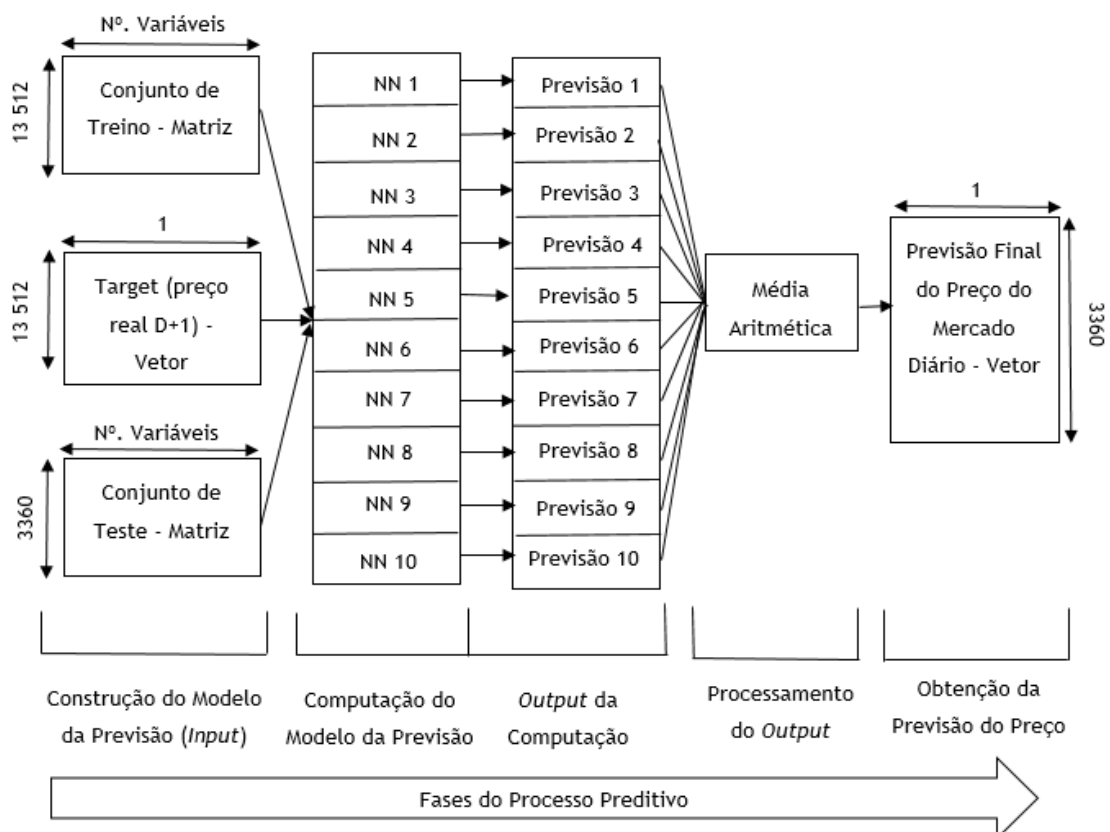 Nº. Variáveis
13 512
Conjunto de
Treino - Matriz
1
13 512
Target (preço
real D+1) -
Vetor
Nº. Variáveis
3360
Conjunto de
Teste - Matriz
NN 1
NN 2
NN 3
NN 4
NN 5
NN 6
NN 7
NN 8
NN 9
NN 10
Previsão 1
Previsão 2
Previsão 3
Previsão 4
Previsão 5
Previsão 6
Previsão 7
Previsão 8
Previsão 9
Previsão 10
Média
Aritmética
1
Previsão Final
do Preço do
Mercado
Diário - Vetor
3360
Construção do Modelo
da Previsão (Input)
Computação do
Modelo da Previsão
Output da
Computação
Processamento
do Output
Obtenção da
Previsão do Preço
Fases do Processo Preditivo